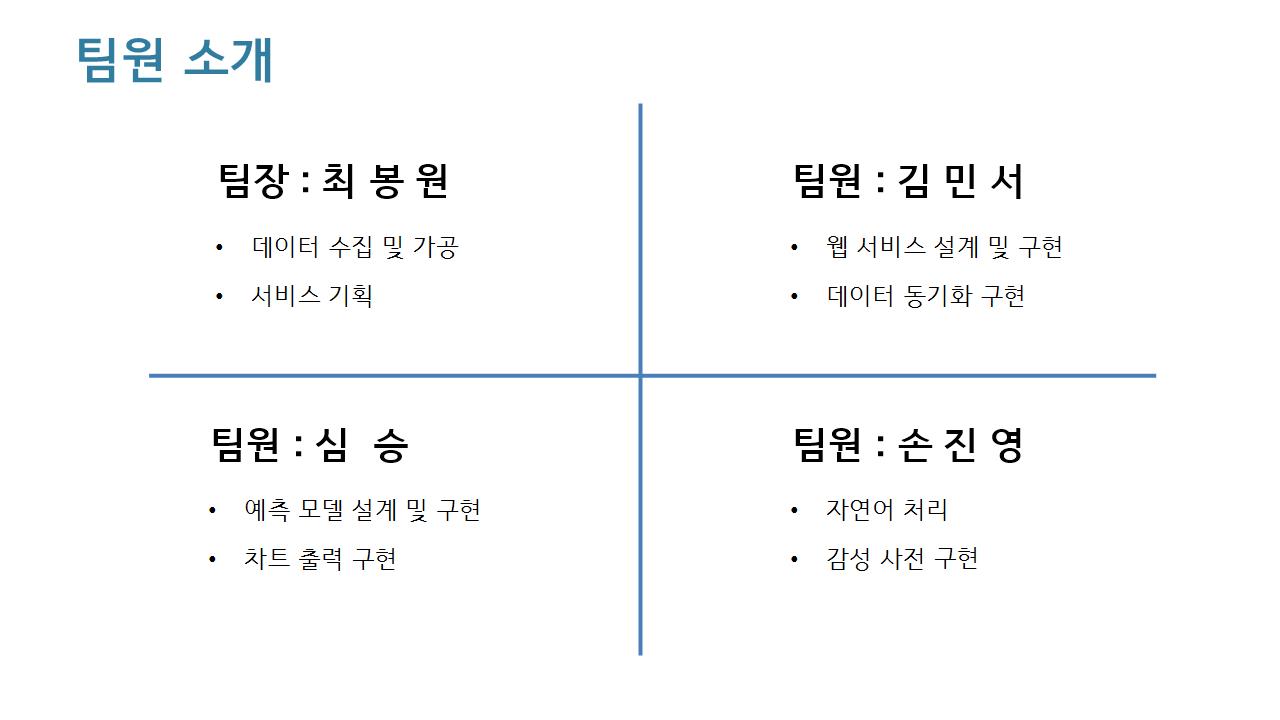 팀원 소개
팀장 : 최 봉 원
• 데이터 수집 및 가공
• 서비스 기획
팀원 : 김 민 서
• 웹 서비스 설계 및 구현
• 데이터 동기화 구현
팀원 : 심 승
• 예측 모델 설계 및 구현
• 차트 출력 구현
팀원 : 손 진 영
• 자연어 처리
• 감성 사전 구현